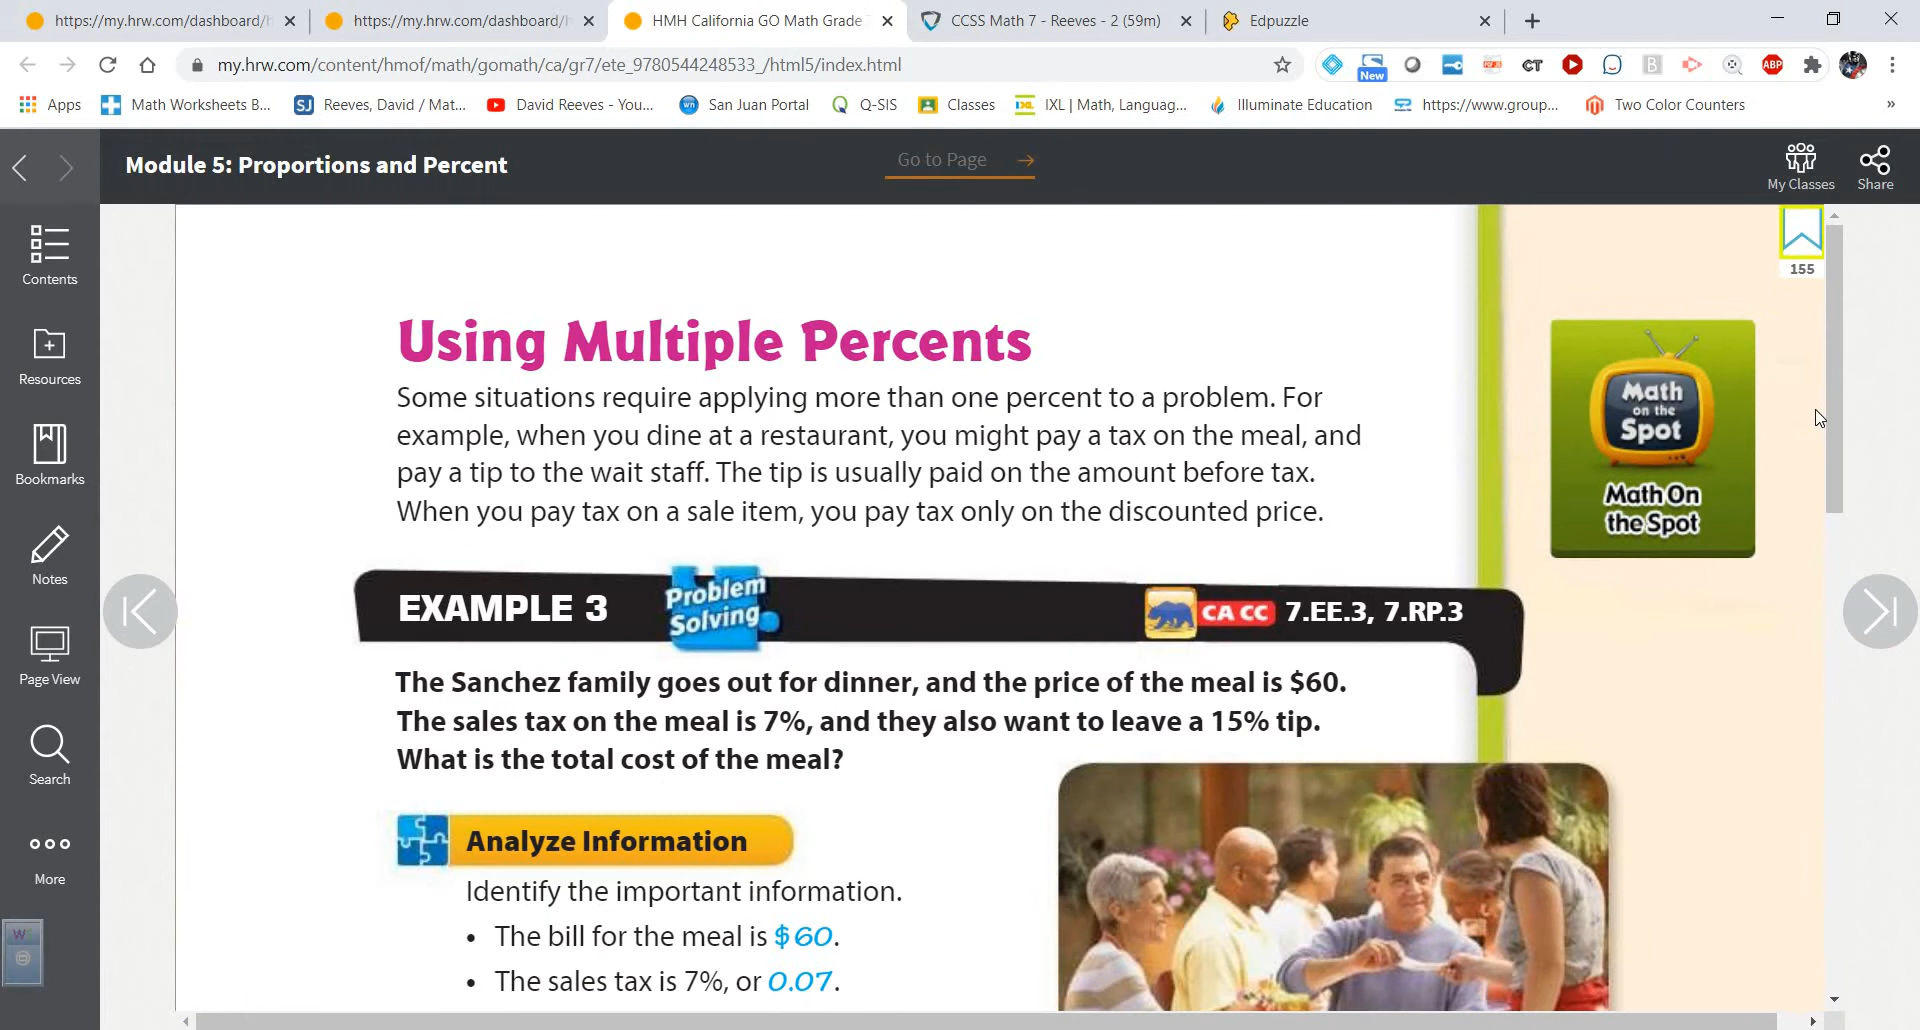 https://my.hrw.com/dashboard/h
https://my.hrw.com/dashboard/h
HMH California GO Math Grade 7
CCSS Math 7 - Reeves - 2 (59m)
Edpuzzle
my.hrw.com/content/hmof/math/gomath/ca/gr7/ete_9780544248533_/html5/index.html
New
CT
B
ABP
Apps
Math Worksheets B...
SJ Reeves, David / Mat...
David Reeves - You...
San Juan Portal
Q-SIS
Classes
IXL | Math, Languag...
Illuminate Education
https://www.group...
Two Color Counters
»
Module 5: Proportions and Percent
Go to Page
My Classes
Share
Contents
Resources
Bookmarks
Notes
Page View
Search
More
155
Using Multiple Percents
Some situations require applying more than one percent to a problem. For
example, when you dine at a restaurant, you might pay a tax on the meal, and
pay a tip to the wait staff. The tip is usually paid on the amount before tax.
When you pay tax on a sale item, you pay tax only on the discounted price.
Math
on the
Spot
Math On
the Spot
EXAMPLE 3
Problem
Solving
CA CC 7.EE.3, 7.RP.3
The Sanchez family goes out for dinner, and the price of the meal is $60.
The sales tax on the meal is 7%, and they also want to leave a 15% tip.
What is the total cost of the meal?
Analyze Information
Identify the important information.
• The bill for the meal is $60.
• The sales tax is 7%, or 0.07.